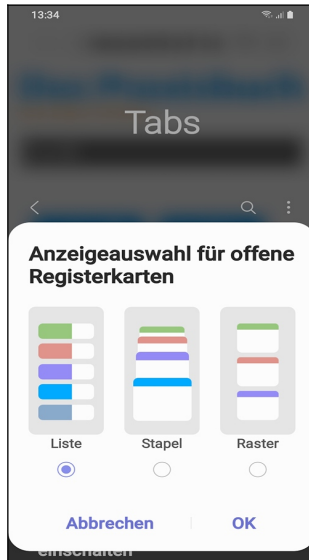 13:34
Tabs
Anzeigeauswahl für offene
Registerkarten
Liste Stapel Raster
Abbrechen OK
einschalten